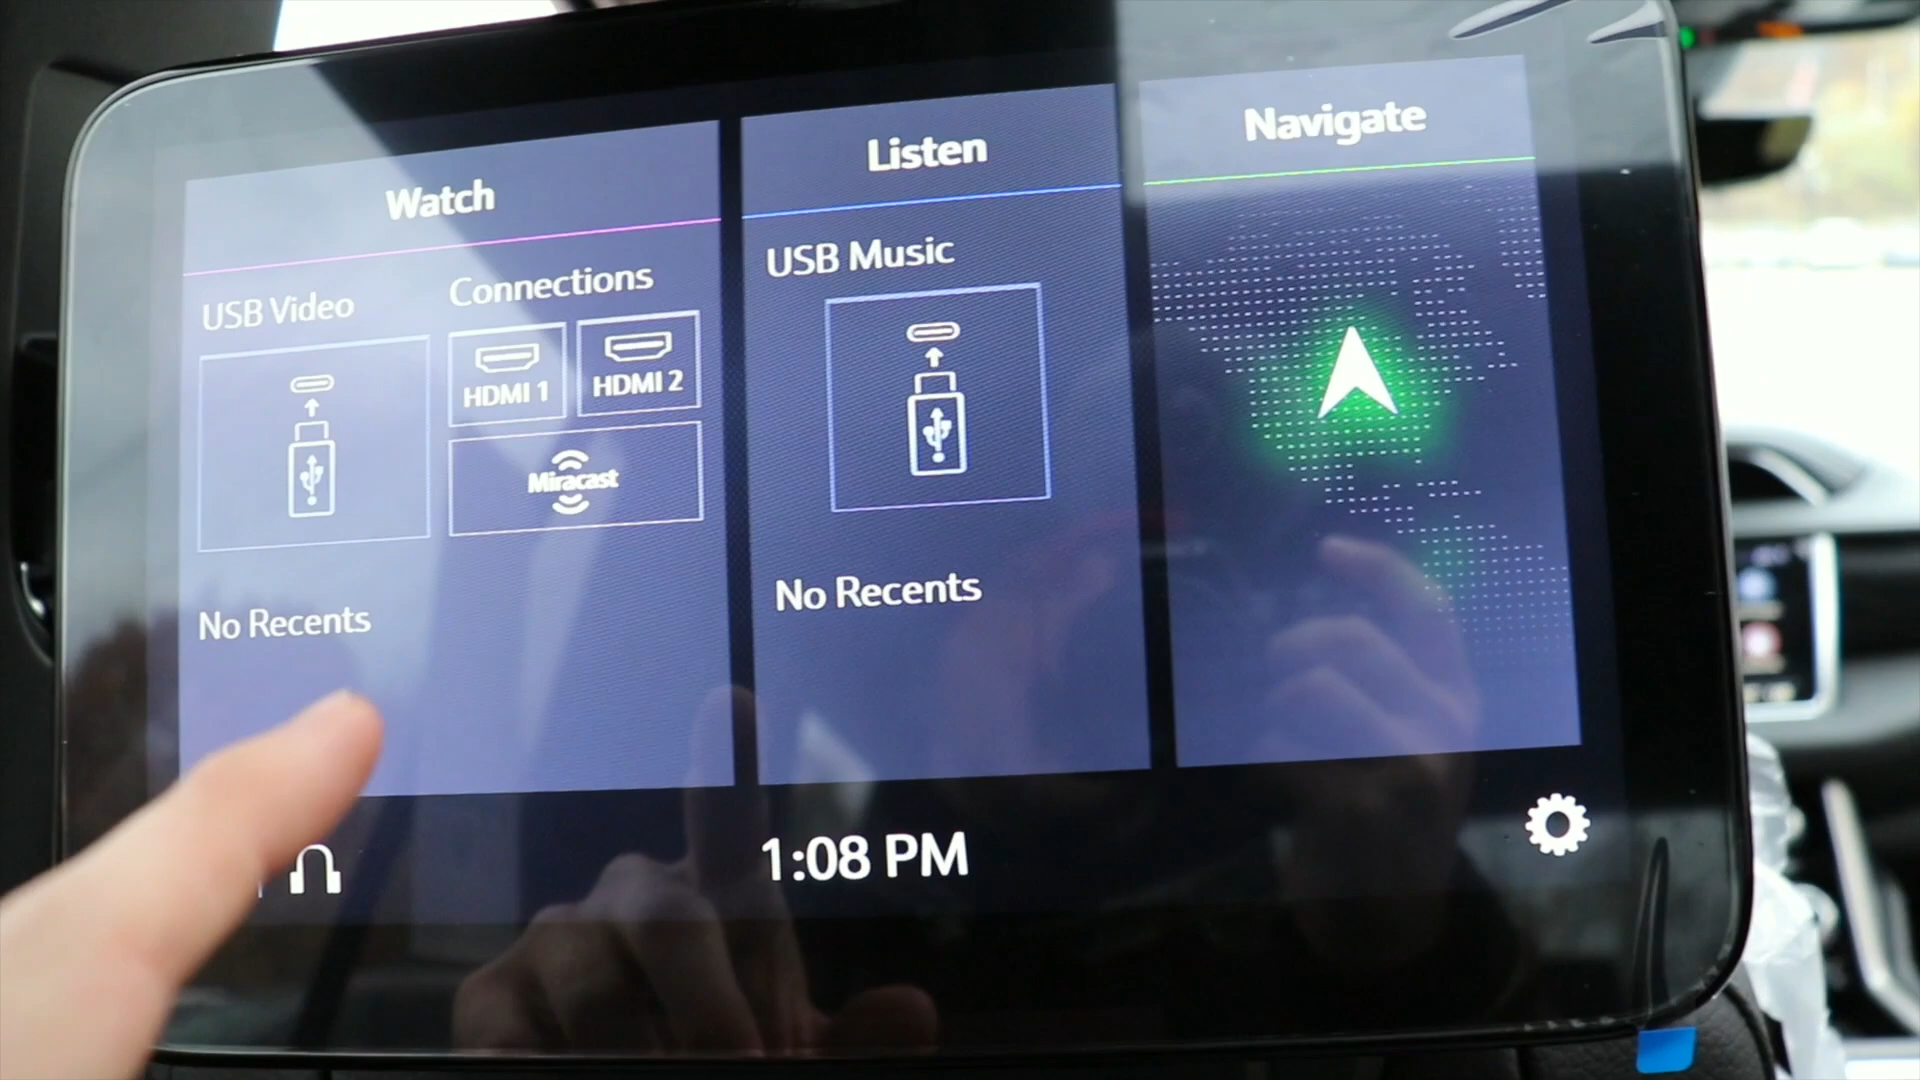 Watch
USB Video
Connections
HDMI 1
HDMI 2
Miracast
No Recents
Listen
USB Music
No Recents
Navigate
1:08 PM